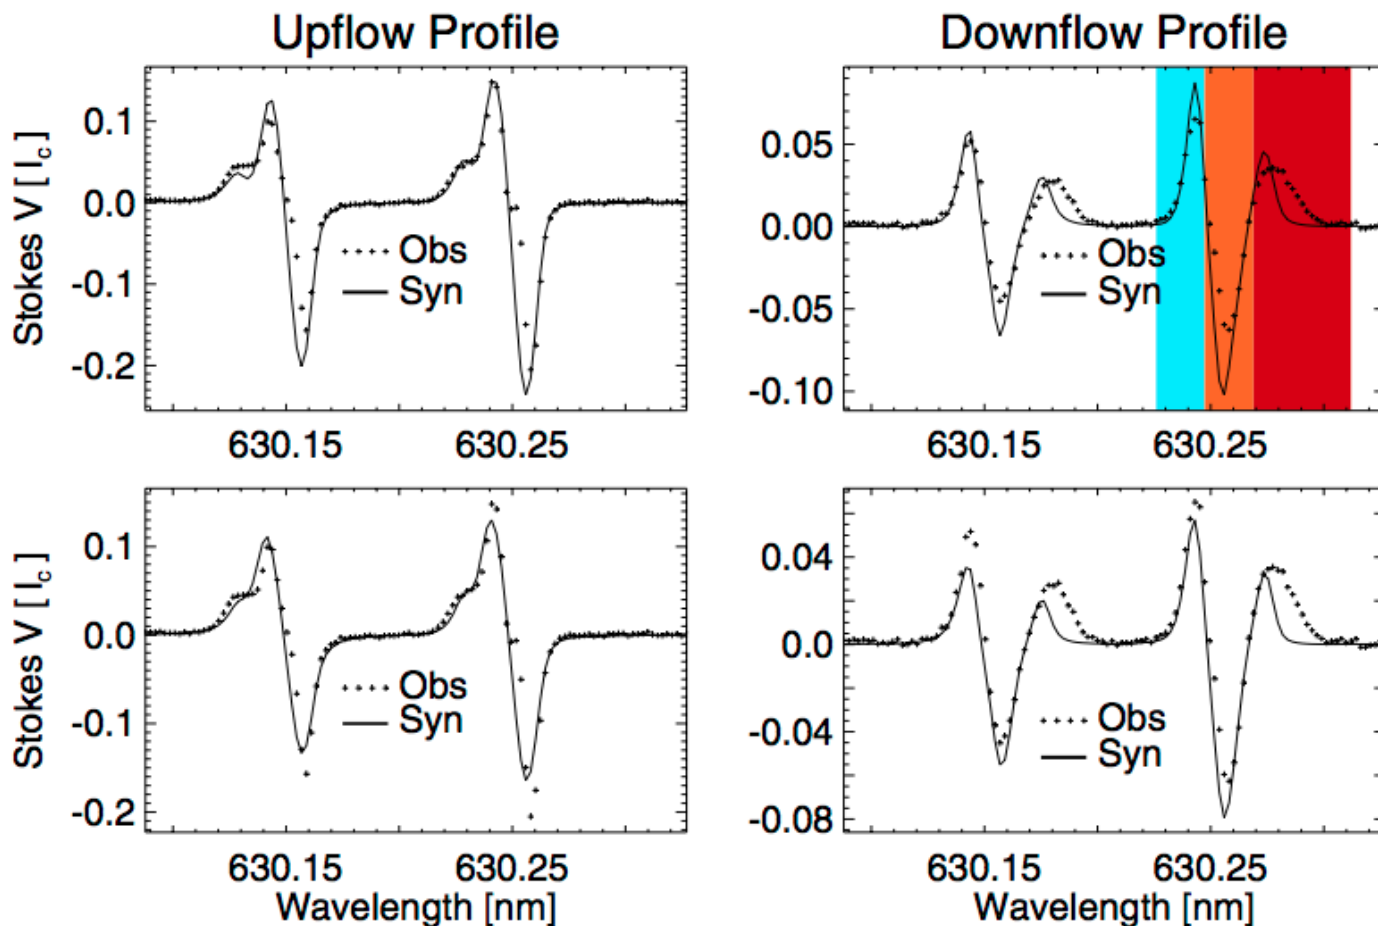 Upflow Profile
Downflow Profile
Stokes V [ I_c ]
0.1
0.0
-0.1
-0.2
Obs
Syn
630.15
630.25
0.05
0.00
-0.05
-0.10
Obs
Syn
630.15
630.25
Stokes V [ I_c ]
0.1
0.0
-0.1
-0.2
Obs
Syn
630.15
630.25
Wavelength [nm]
0.04
0.0
-0.04
-0.08
Obs
Syn
630.15
630.25
Wavelength [nm]